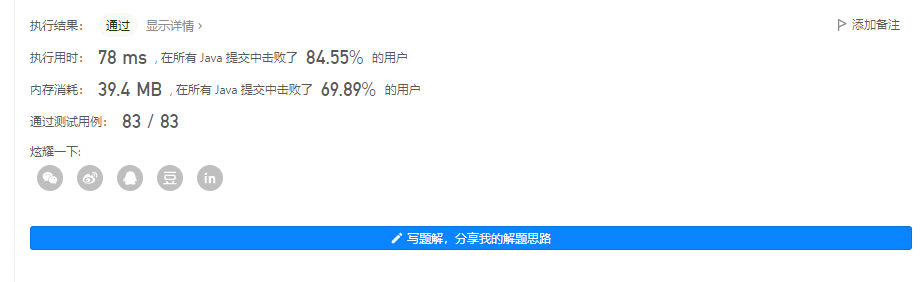 执行结果： 通过 显示详情 › 添加备注
执行用时： 78 ms , 在所有 Java 提交中击败了 84.55% 的用户
内存消耗： 39.4 MB , 在所有 Java 提交中击败了 69.89% 的用户
通过测试用例： 83 / 83
炫耀一下:
豆 in
写题解，分享我的解题思路